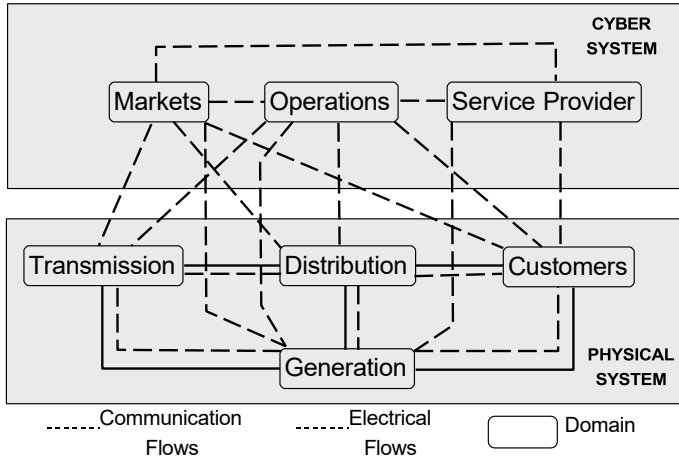 CYBER
SYSTEM
Markets
Operations
Service Provider
Transmission
Distribution
Customers
Generation
PHYSICAL
SYSTEM
Communication
Flows
Electrical
Flows
Domain